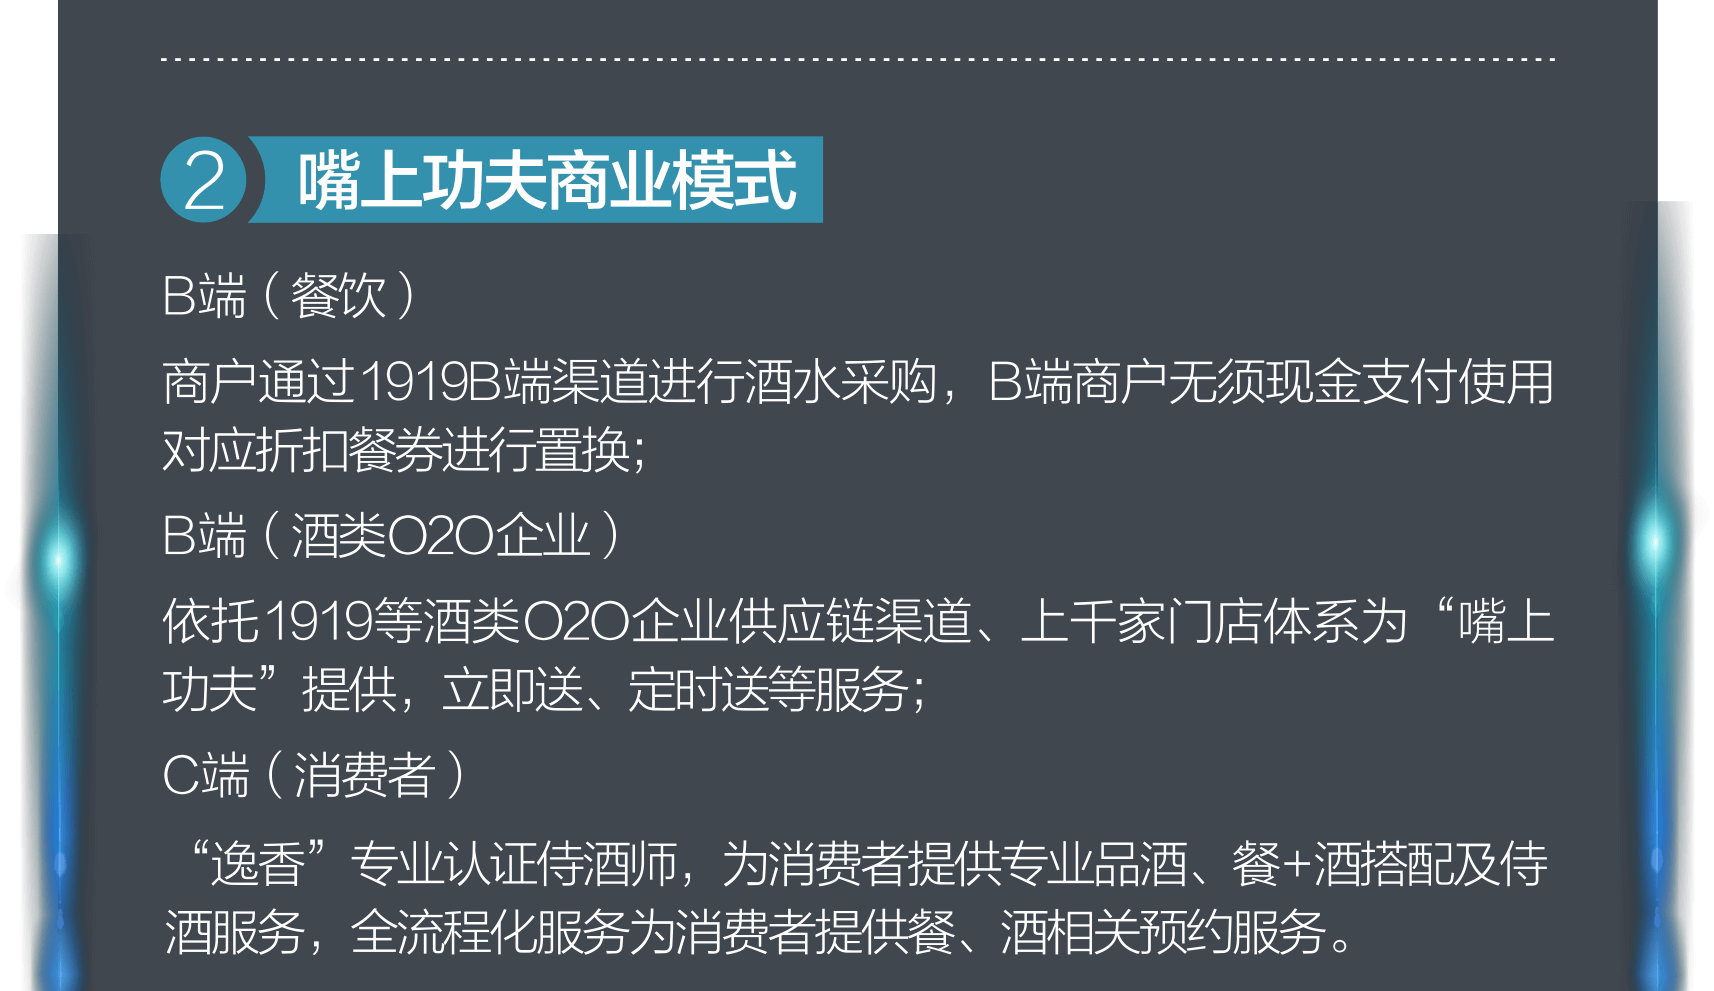 2 嘴上功夫商业模式
B端（餐饮）
商户通过1919B端渠道进行酒水采购，B端商户无须现金支付使用
对应折扣餐券进行置换；
B端（酒类O2O企业）
依托1919等酒类O2O企业供应链渠道、上千家门店体系为“嘴上
功夫”提供，立即送、定时送等服务；
C端（消费者）
“逸香”专业认证侍酒师，为消费者提供专业品酒、餐+酒搭配及侍
酒服务，全流程化服务为消费者提供餐、酒相关预约服务。